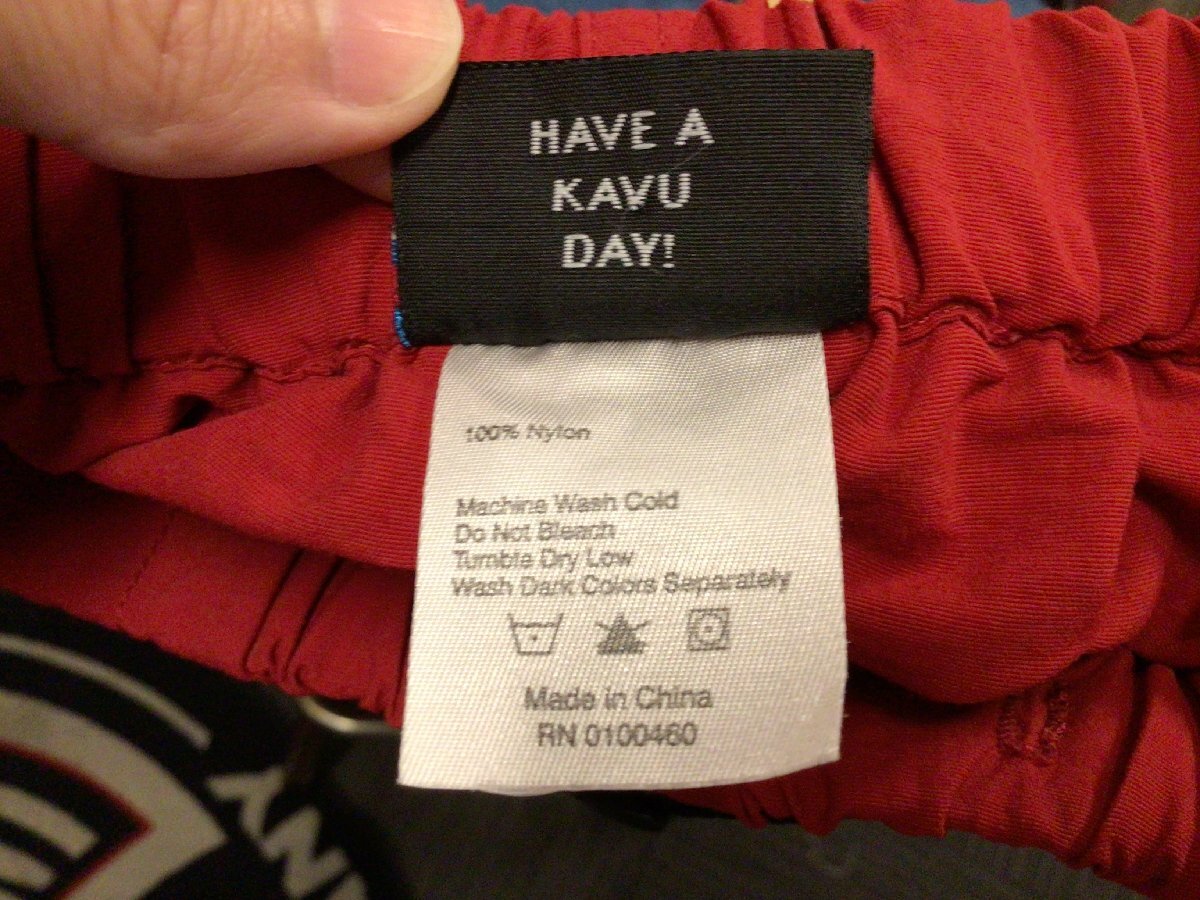 HAVE A
KAVU
DAY!
100% Nylon
Machine Wash Cold
Do Not Bleach
Tumble Dry Low
Wash Dark Colors Separately
Made in China
RN 0100460
NY